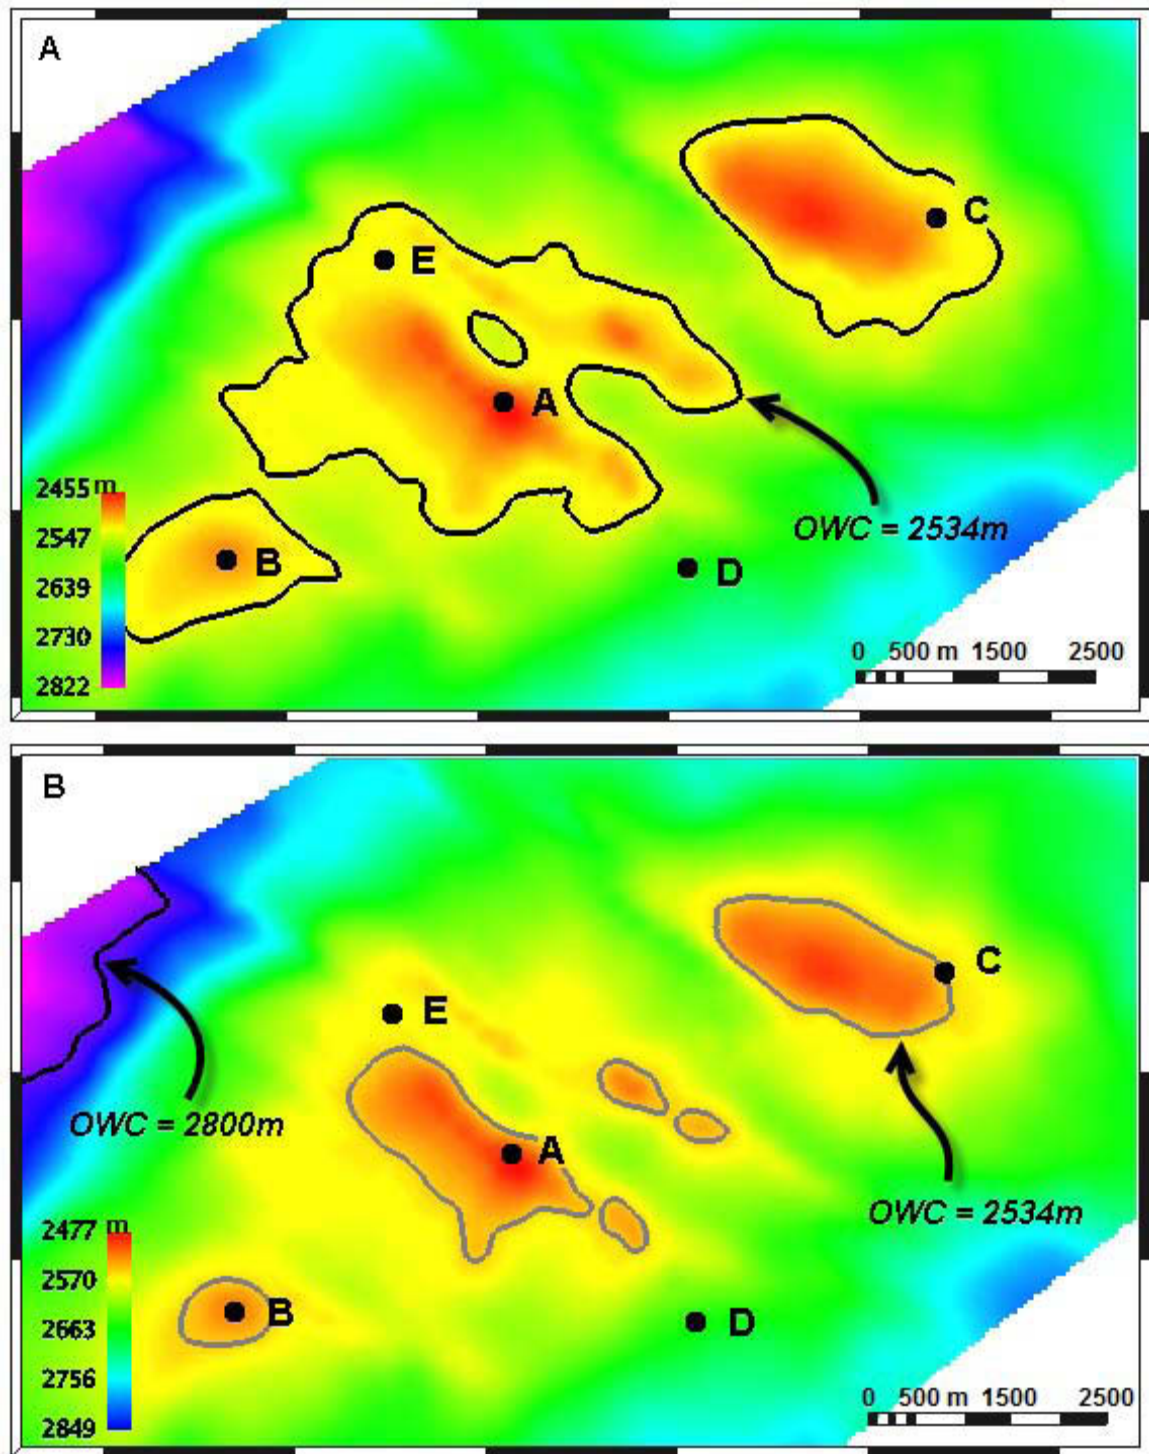 A
C
E
A
2455 m
OWC = 2534m
2547
B
D
2639
2730
0 500 m 1500 2500
2822
B
C
E
OWC = 2800m
A
OWC = 2534m
2477 m
2570
B
D
2663
2756
0 500 m 1500 2500
2849